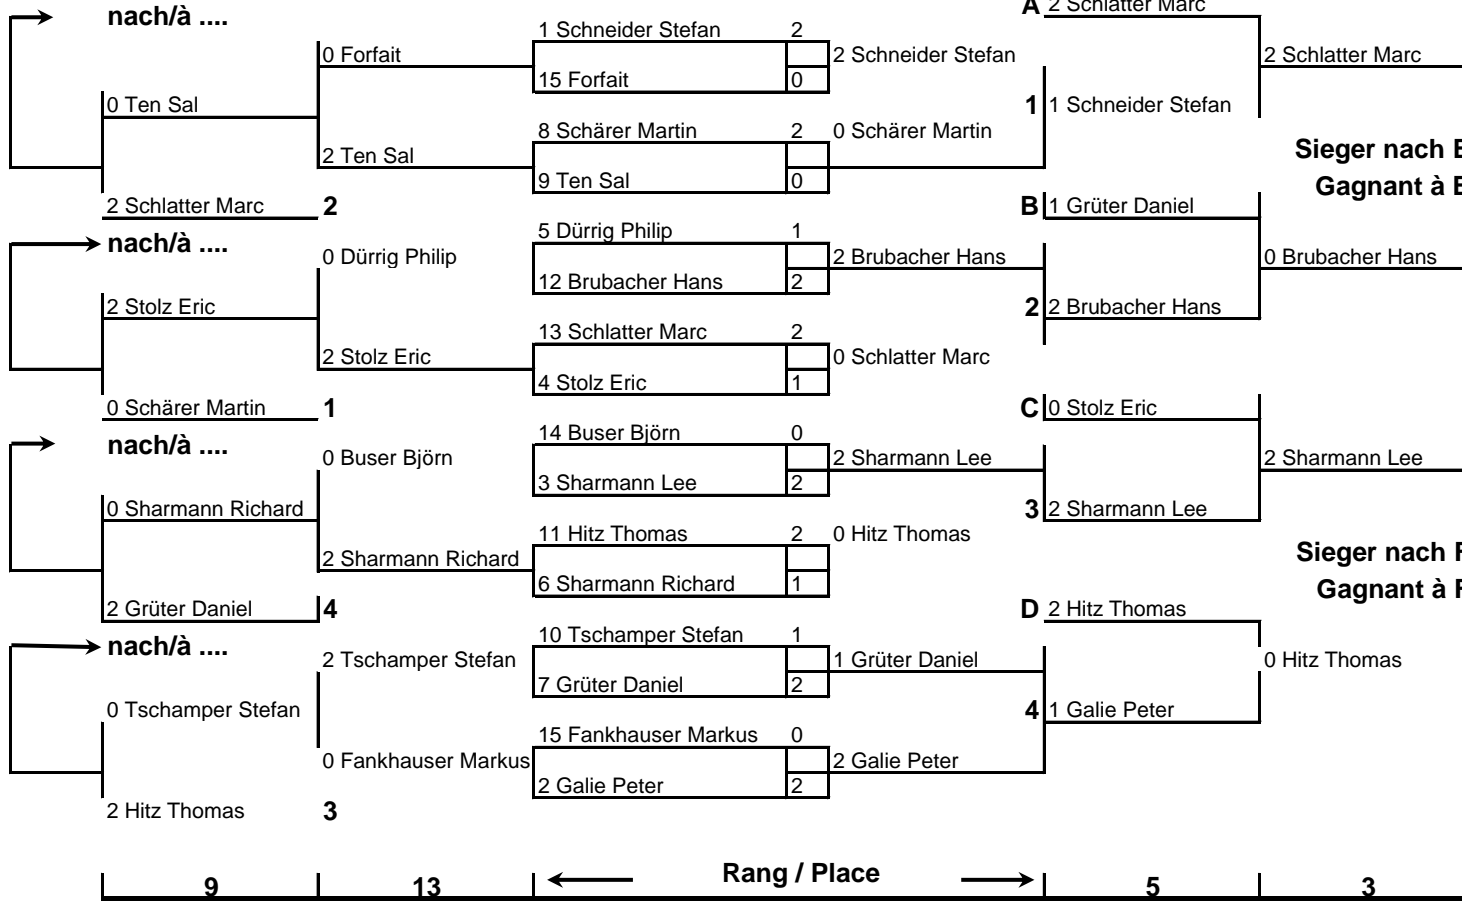 nach/à ....
A 2 Schlatter Marc
1 Schneider Stefan 2
0 Forfait
2 Schneider Stefan
2 Schlatter Marc
15 Forfait 0
0 Ten Sal
1 1 Schneider Stefan
8 Schärer Martin 2
0 Schärer Martin
Sieger nach
2 Ten Sal
9 Ten Sal 0
Gagnant à
2 Schlatter Marc 2
B 1 Grüter Daniel
nach/à ....
5 Dürrig Philip 1
0 Dürrig Philip
2 Brubacher Hans
0 Brubacher Hans
12 Brubacher Hans 2
2 Stolz Eric
2 2 Brubacher Hans
13 Schlatter Marc 2
2 Stolz Eric
0 Schlatter Marc
4 Stolz Eric 1
0 Schärer Martin 1
C 0 Stolz Eric
nach/à ....
14 Buser Björn 0
0 Buser Björn
2 Sharmann Lee
2 Sharmann Lee
3 Sharmann Lee 2
0 Sharmann Richard
3 2 Sharmann Lee
11 Hitz Thomas 2
0 Hitz Thomas
2 Sharmann Richard
Sieger nach
6 Sharmann Richard 1
Gagnant à
2 Grüter Daniel 4
D 2 Hitz Thomas
nach/à ....
10 Tschamper Stefan 1
2 Tschamper Stefan
1 Grüter Daniel
0 Hitz Thomas
7 Grüter Daniel 2
0 Tschamper Stefan
4 1 Galie Peter
15 Fankhauser Markus 0
0 Fankhauser Markus
2 Galie Peter
2 Galie Peter 2
2 Hitz Thomas 3
Rang / Place
9 13 5 3